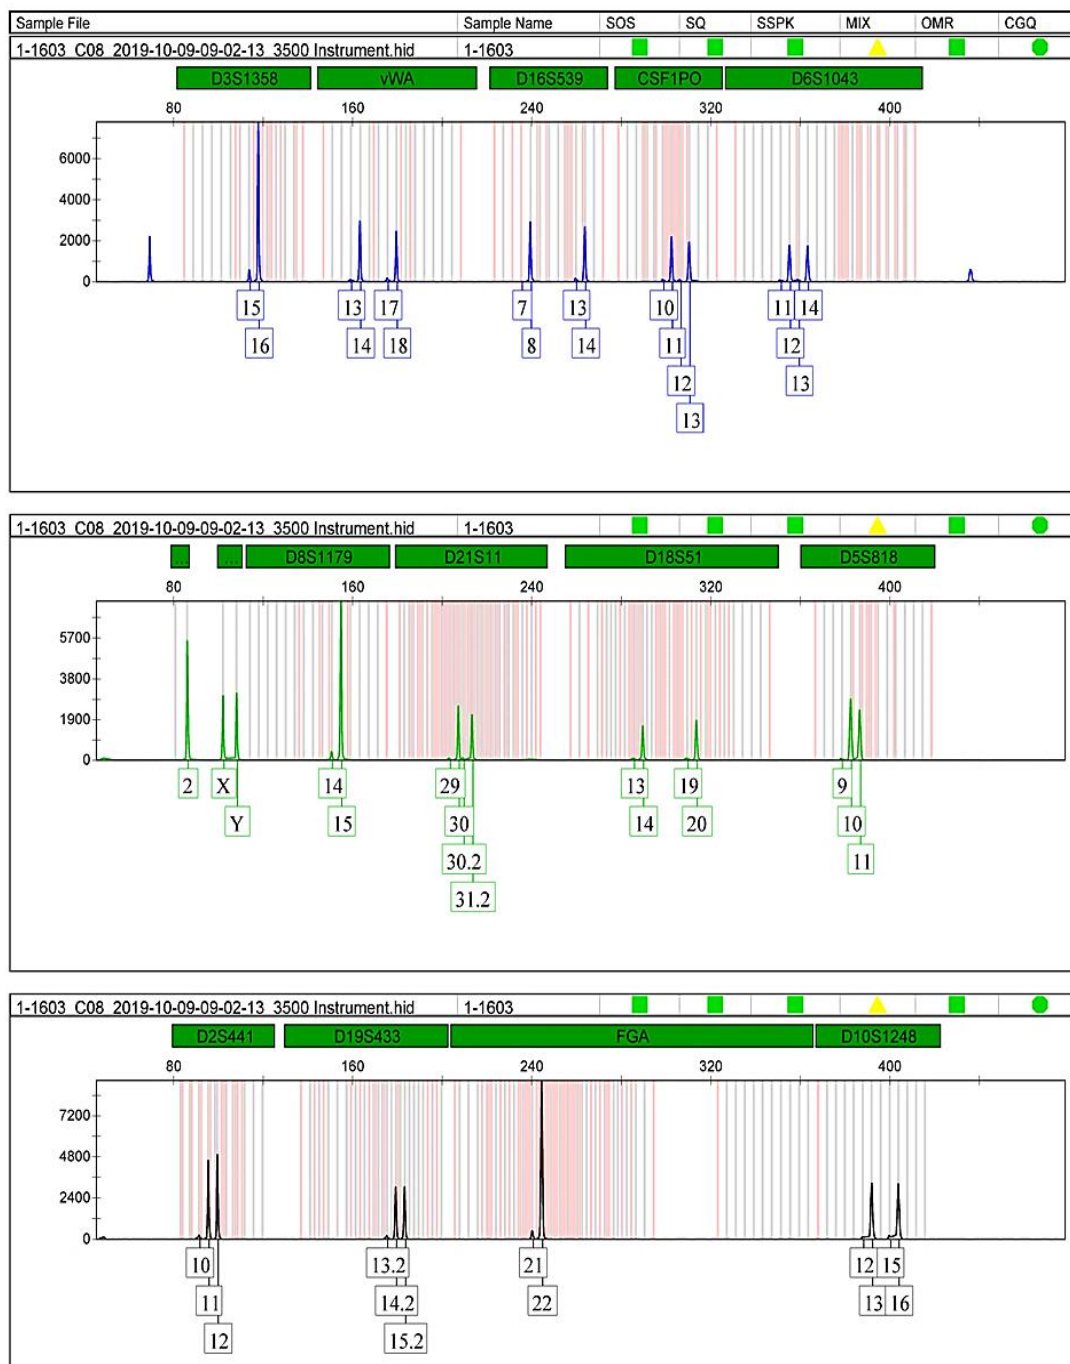 Sample File Sample Name SOS SQ SSPK MIX OMR CGQ
1-1603_C08_2019-10-09-09-02-13_3500 Instrument.hid 1-1603
D3S1358 vWA D16S539 CSF1PO D6S1043
80 160 240 320 400
6000
4000
2000
0
15 13 17 7 13 10 11 14
16 14 18 8 14 11 12
12 13
13
1-1603_C08_2019-10-09-09-02-13_3500 Instrument.hid 1-1603
... ... D8S1179 D21S11 D18S51 D5S818
80 160 240 320 400
5700
3800
1900
0
2 X 14 29 13 19 9
Y 15 30 14 20 10
30.2 11
31.2
1-1603_C08_2019-10-09-09-02-13_3500 Instrument.hid 1-1603
D2S441 D19S433 FGA D10S1248
80 160 240 320 400
7200
4800
2400
0
10 13.2 21 12 15
11 14.2 22 13 16
12 15.2